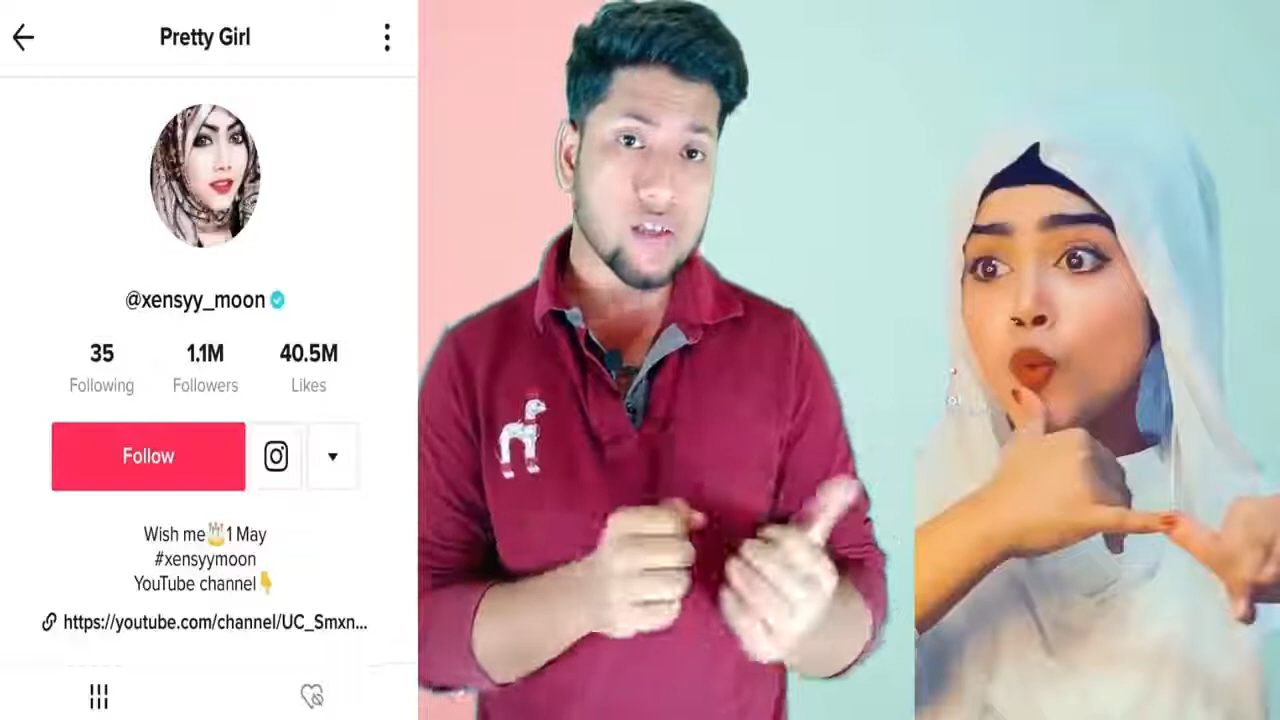 Pretty Girl
@xensyy_moon
35 1.1M 40.5M
Following Followers Likes
Follow
Wish me🎂1 May
#xensyymoon
YouTube channel👇
https://youtube.com/channel/UC_Smxn...